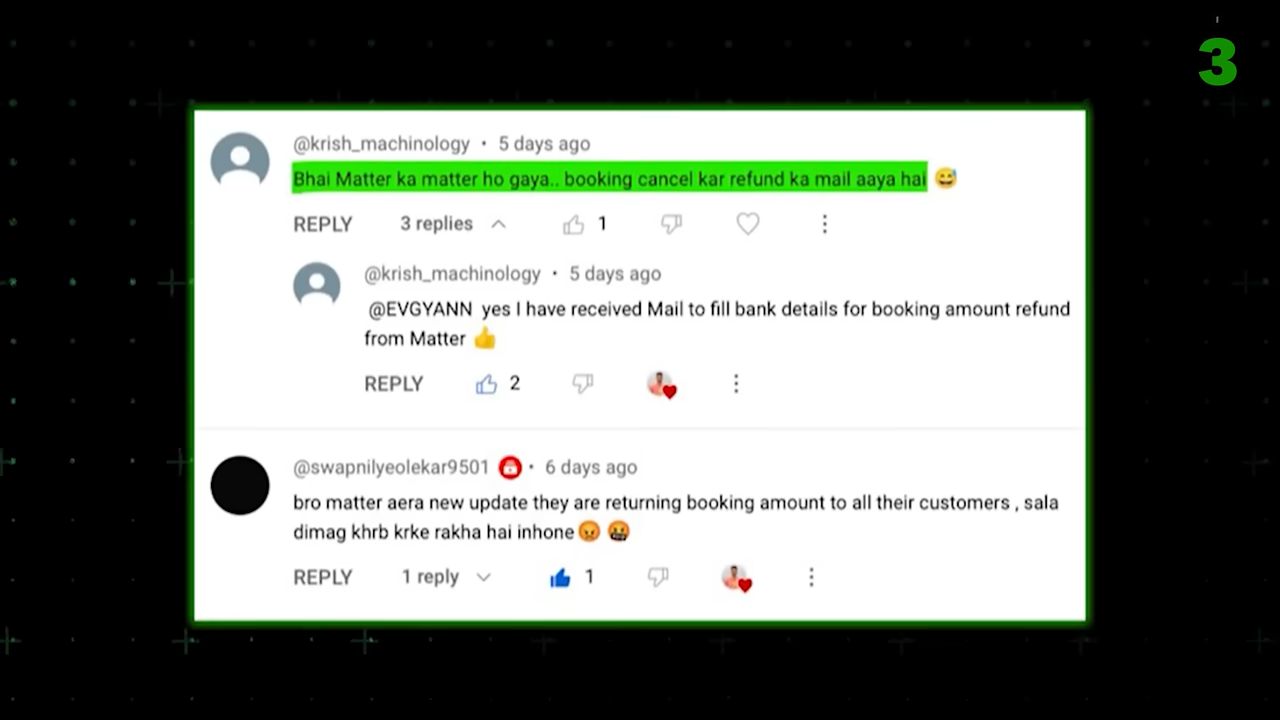 3
@krish_machinology • 5 days ago
Bhai Matter ka matter ho gaya.. booking cancel kar refund ka mail aaya hai 😅
REPLY 3 replies 1
@krish_machinology • 5 days ago
@EVGYANN yes I have received Mail to fill bank details for booking amount refund
from Matter 👍
REPLY 2
@swapnilyeolekar9501 • 6 days ago
bro matter aera new update they are returning booking amount to all their customers , sala
dimag khrb krke rakha hai inhone 😡 🤬
REPLY 1 reply 1